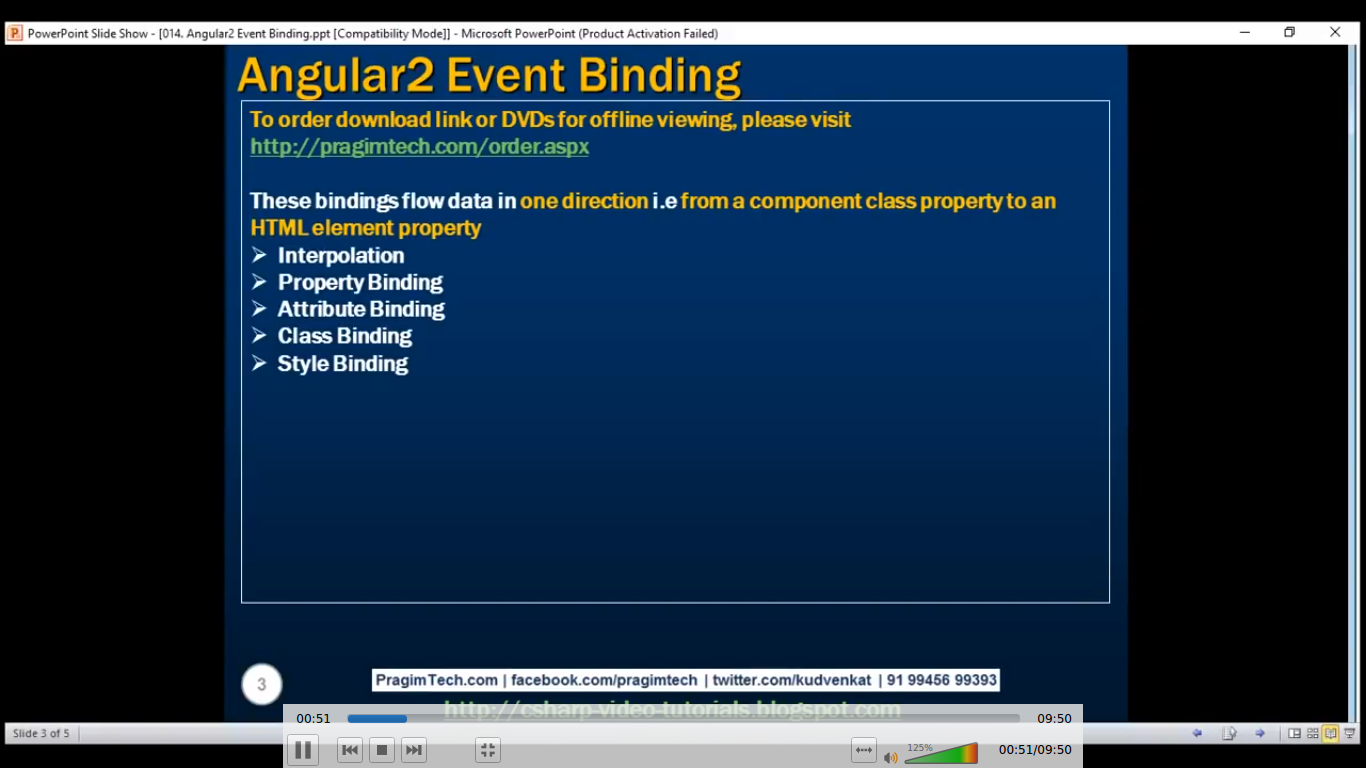 PowerPoint Slide Show - [014. Angular2 Event Binding.ppt [Compatibility Mode]] - Microsoft PowerPoint (Product Activation Failed)
Angular2 Event Binding
To order download link or DVDs for offline viewing, please visit
http://pragimtech.com/order.aspx
These bindings flow data in one direction i.e from a component class property to an
HTML element property
Interpolation
Property Binding
Attribute Binding
Class Binding
Style Binding
3
PragimTech.com | facebook.com/pragimtech | twitter.com/kudvenkat | 91 99456 99393
http://csharp-video-tutorials.blogspot.com
00:51
09:50
Slide 3 of 5
125%
00:51/09:50